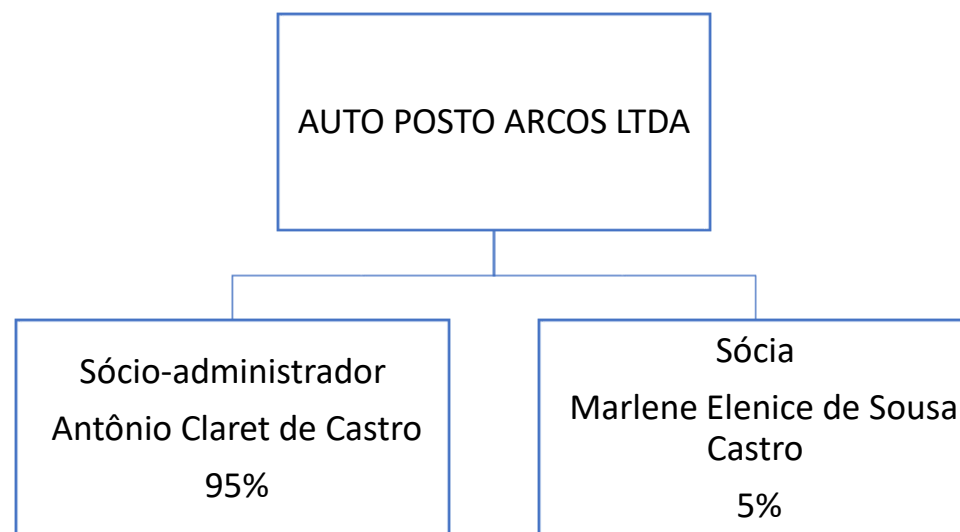 AUTO POSTO ARCOS LTDA
Sócio-administrador
Antônio Claret de Castro
95%
Sócia
Marlene Elenice de Sousa
Castro
5%